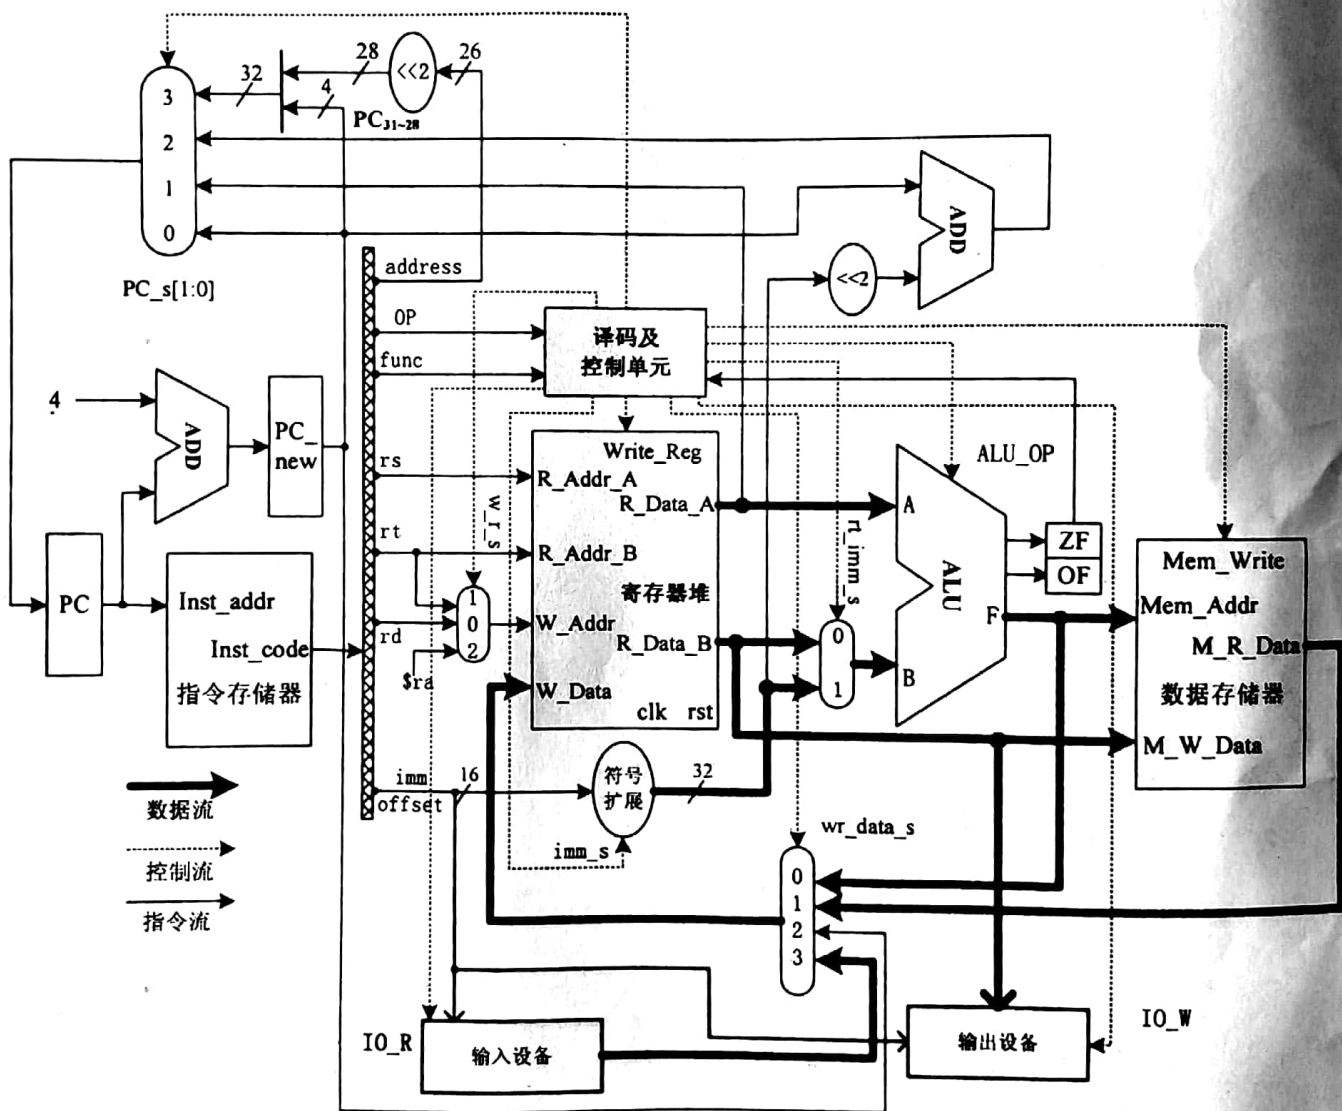 28
26
<<2
32
4
3
PC31~28
2
1
0
ADD
address
<<2
PC_s[1:0]
OP
译码及
控制单元
func
4
ADD
PC_
new
Write_Reg
ALU_OP
rs
R_Addr_A
R_Data_A
A
W_r_s
rt_imm_s
rt
R_Addr_B
ZF
OF
Mem_Write
ALU
PC
Inst_addr
1
0
2
寄存器堆
Mem_Addr
W_Addr
F
rd
R_Data_B
0
1
M_R_Data
Inst_code
$ra
B
指令存储器
W_Data
数据存储器
clk rst
M_W_Data
imm
16
符号
扩展
32
offset
数据流
wr_data_s
imm_s
控制流
0
1
2
3
指令流
IO_R
输入设备
输出设备
IO_W